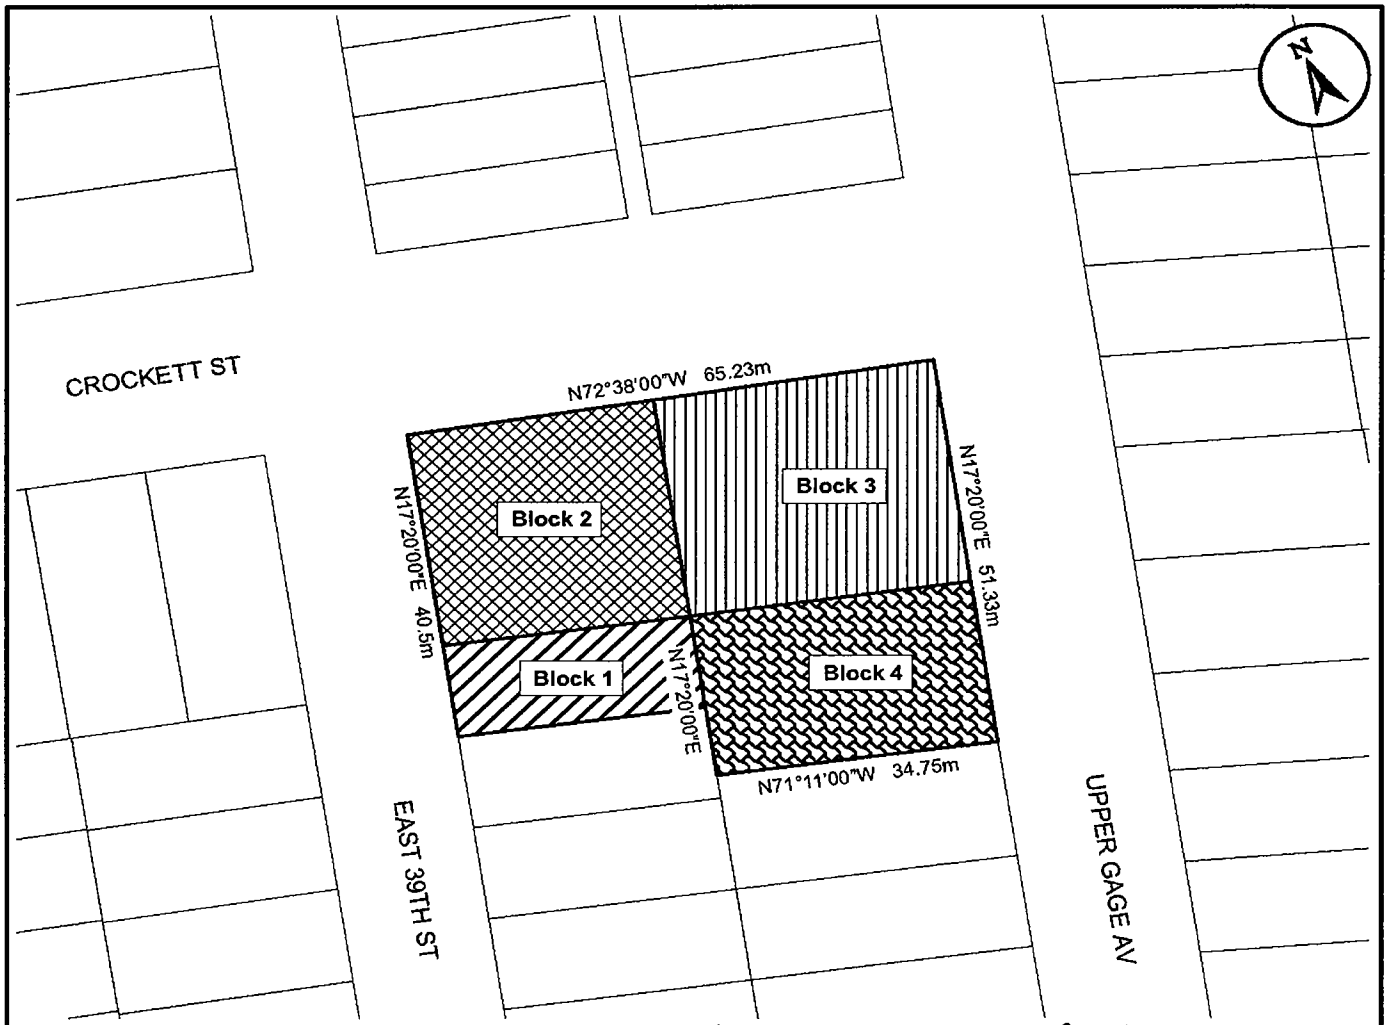 N
CROCKETT ST
N72°38'00"W 65.23m
N17°20'00"E 40.5m
Block 2
Block 3
N17°20'00"E 51.33m
Block 1
N17°20'00"E
Block 4
N71°11'00"W 34.75m
EAST 39TH ST
UPPER GAGE AV